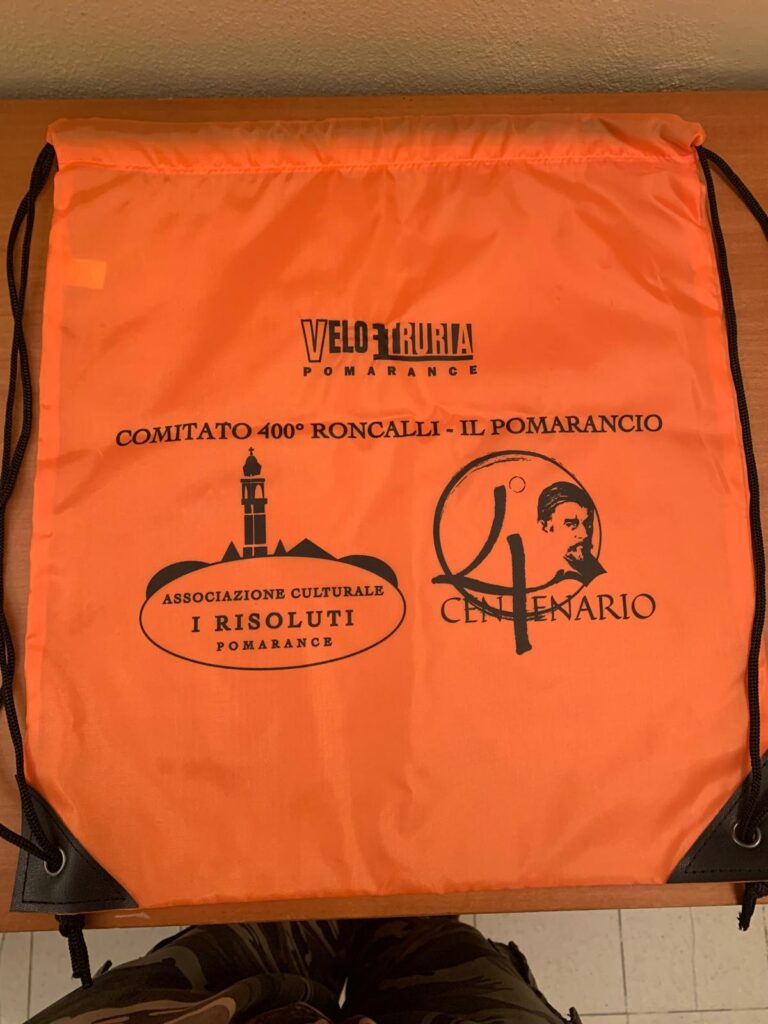 VELOETRURIA
POMARANCE
COMITATO 400° RONCALLI - IL POMARANCIO
ASSOCIAZIONE CULTURALE
I RISOLUTI
POMARANCE
4°
CENTENARIO